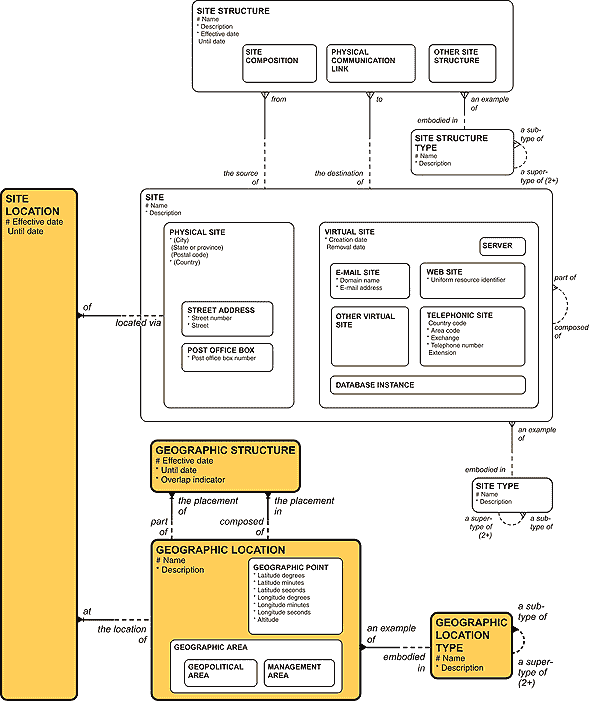 SITE STRUCTURE
# Name
* Description
* Effective date
Until date
SITE
COMPOSITION
PHYSICAL COMMUNICATION
LINK
OTHER SITE
STRUCTURE
from
to
an example
of
embodied in
SITE STRUCTURE
TYPE
# Name
* Description
a sub-
type of
a super-
type of (2+)
the source
of
the destination
of
SITE
LOCATION
# Effective date
Until date
SITE
# Name
* Description
PHYSICAL SITE
* (City)
(State or province)
(Postal code)
* (Country)
STREET ADDRESS
* Street number
* Street
POST OFFICE BOX
* Post office box number
VIRTUAL SITE
* Creation date
Removal date
SERVER
E-MAIL SITE
* Domain name
* E-mail address
WEB SITE
* Uniform resource identifier
OTHER VIRTUAL
SITE
TELEPHONIC SITE
Country code
* Area code
* Exchange
* Telephone number
Extension
DATABASE INSTANCE
part of
composed
of
of
located via
an example
of
embodied in
SITE TYPE
# Name
* Description
a super-
type of
(2+)
a sub-
type of
GEOGRAPHIC STRUCTURE
# Effective date
* Until date
* Overlap indicator
the placement
of
the placement
in
part
of
composed
of
GEOGRAPHIC LOCATION
# Name
* Description
GEOGRAPHIC POINT
* Latitude degrees
* Latitude minutes
* Latitude seconds
* Longitude degrees
* Longitude minutes
* Longitude seconds
* Altitude
GEOGRAPHIC AREA
GEOPOLITICAL
AREA
MANAGEMENT
AREA
at
the location
of
an example
of
embodied
in
GEOGRAPHIC
LOCATION
TYPE
# Name
* Description
a sub-
type of
a super-
type of
(2+)